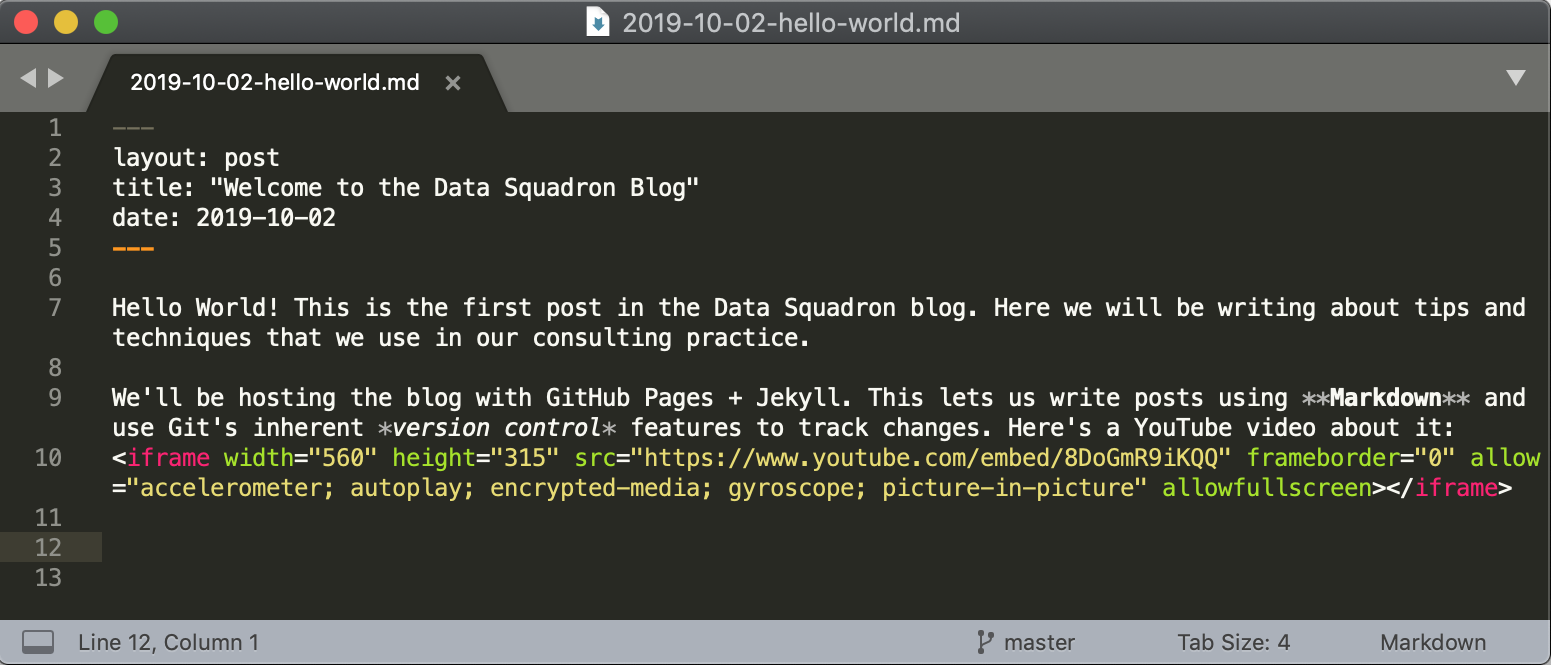 2019-10-02-hello-world.md
2019-10-02-hello-world.md ×
1 ---
2 layout: post
3 title: "Welcome to the Data Squadron Blog"
4 date: 2019-10-02
5 ---
6
7 Hello World! This is the first post in the Data Squadron blog. Here we will be writing about tips and
techniques that we use in our consulting practice.
8
9 We'll be hosting the blog with GitHub Pages + Jekyll. This lets us write posts using **Markdown** and
use Git's inherent *version control* features to track changes. Here's a YouTube video about it:
10 <iframe width="560" height="315" src="https://www.youtube.com/embed/8DoGmR9iKQQ" frameborder="0" allow
="accelerometer; autoplay; encrypted-media; gyroscope; picture-in-picture" allowfullscreen></iframe>
11
12
13
Line 12, Column 1 master Tab Size: 4 Markdown